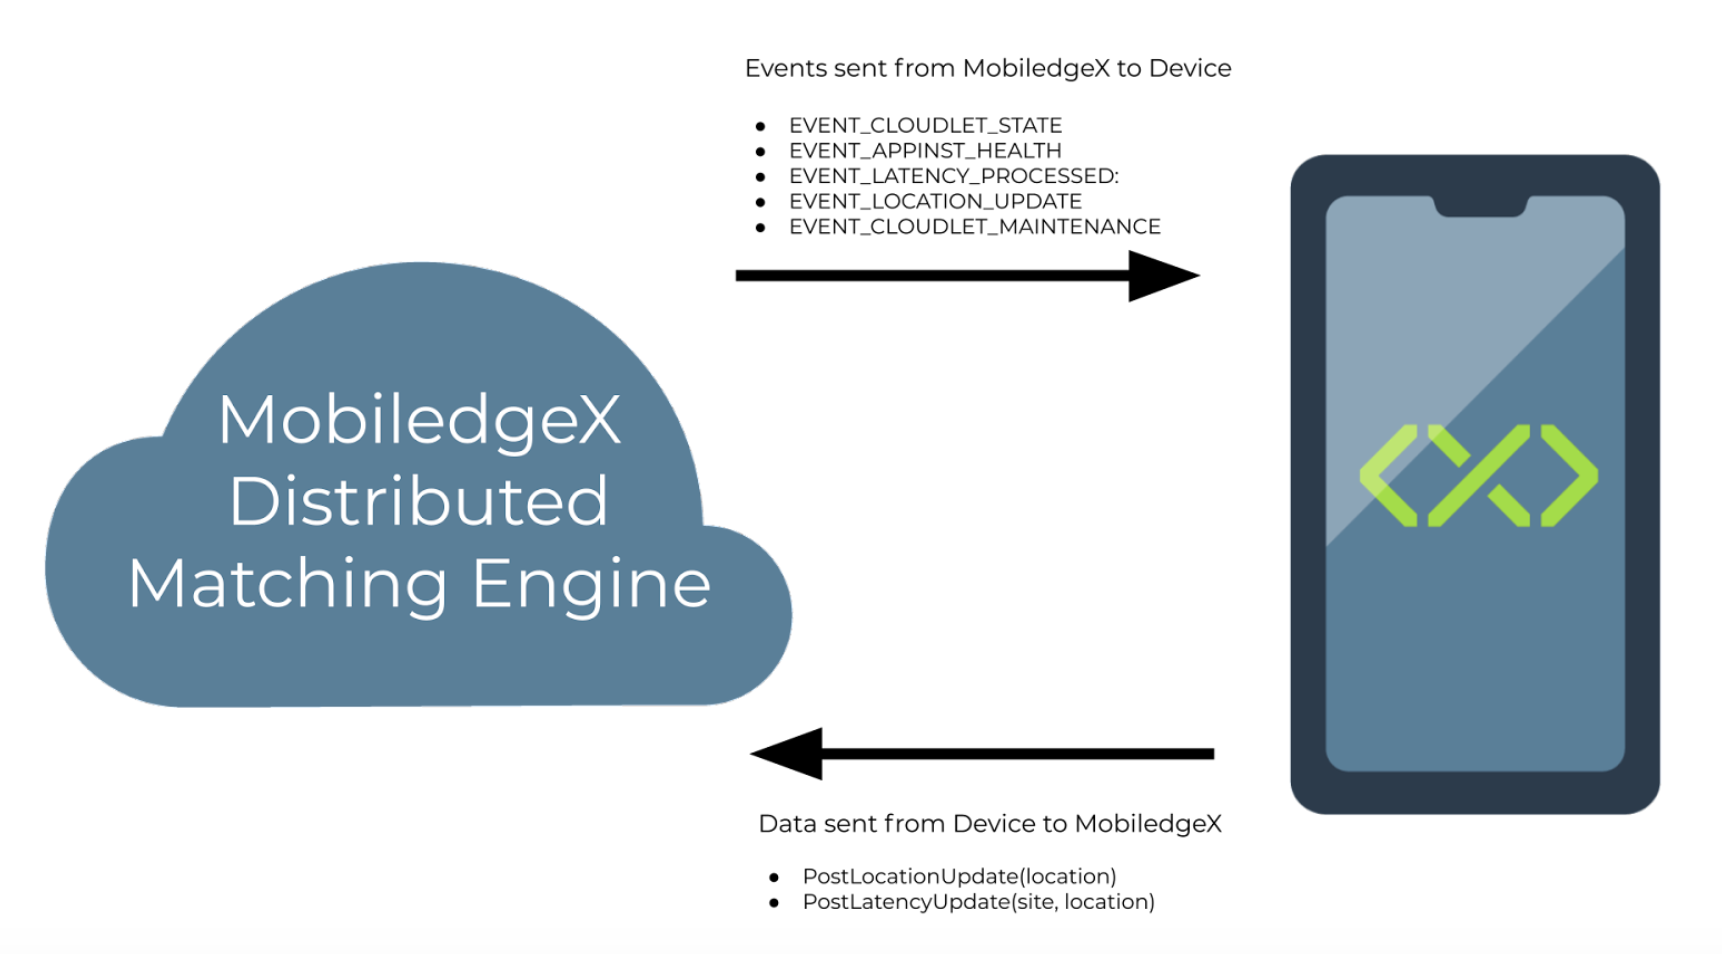 Events sent from MobiledgeX to Device
● EVENT_CLOUDLET_STATE
● EVENT_APPINST_HEALTH
● EVENT_LATENCY_PROCESSED:
● EVENT_LOCATION_UPDATE
● EVENT_CLOUDLET_MAINTENANCE
MobiledgeX
Distributed
Matching Engine
Data sent from Device to MobiledgeX
● PostLocationUpdate(location)
● PostLatencyUpdate(site, location)